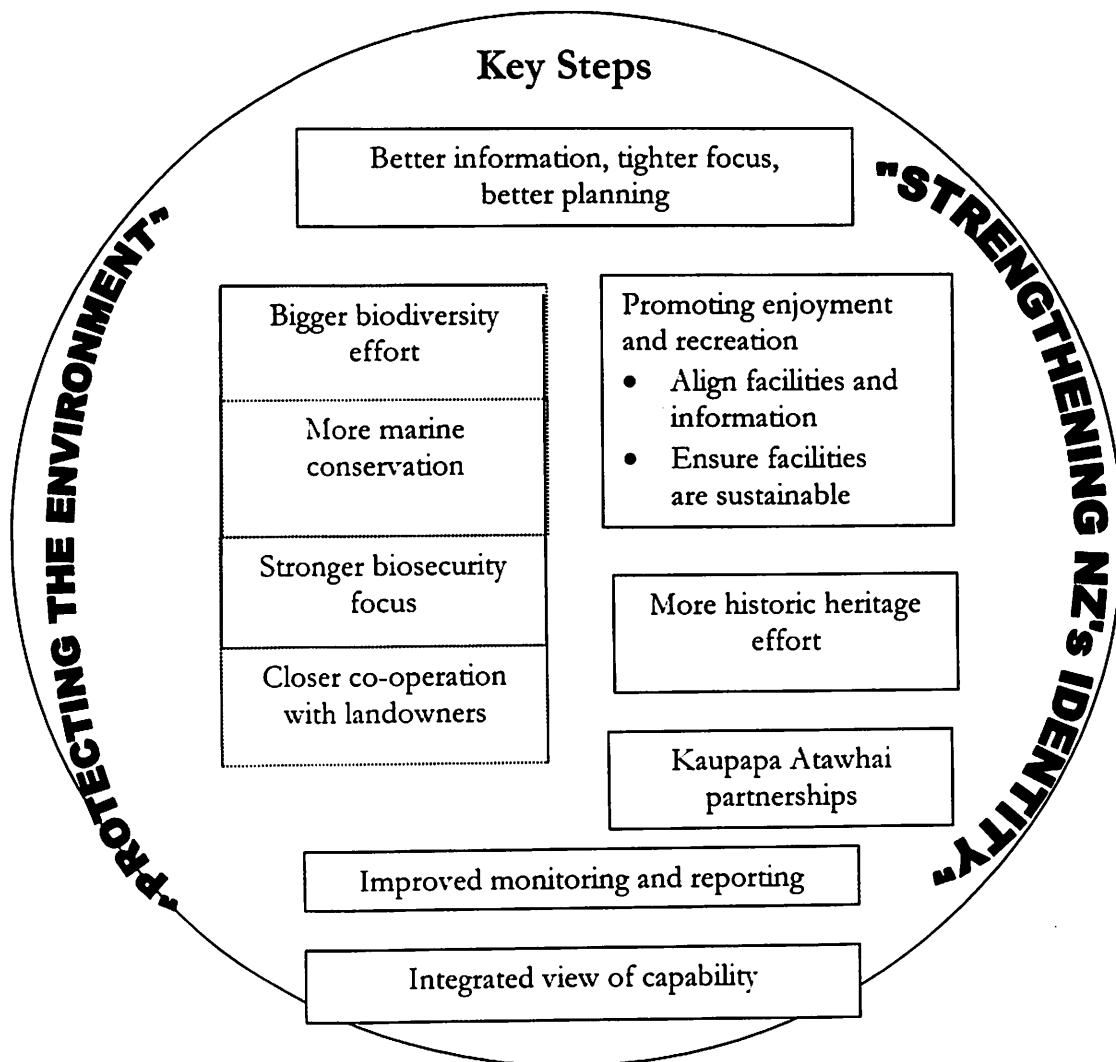 Key Steps
Better information, tighter focus,
better planning
"PROTECTING THE ENVIRONMENT"
"STRENGTHENING NZ's IDENTITY"
Bigger biodiversity
effort
More marine
conservation
Stronger biosecurity
focus
Closer co-operation
with landowners
Promoting enjoyment
and recreation
• Align facilities and
information
• Ensure facilities
are sustainable
More historic heritage
effort
Kaupapa Atawhai
partnerships
Improved monitoring and reporting
Integrated view of capability